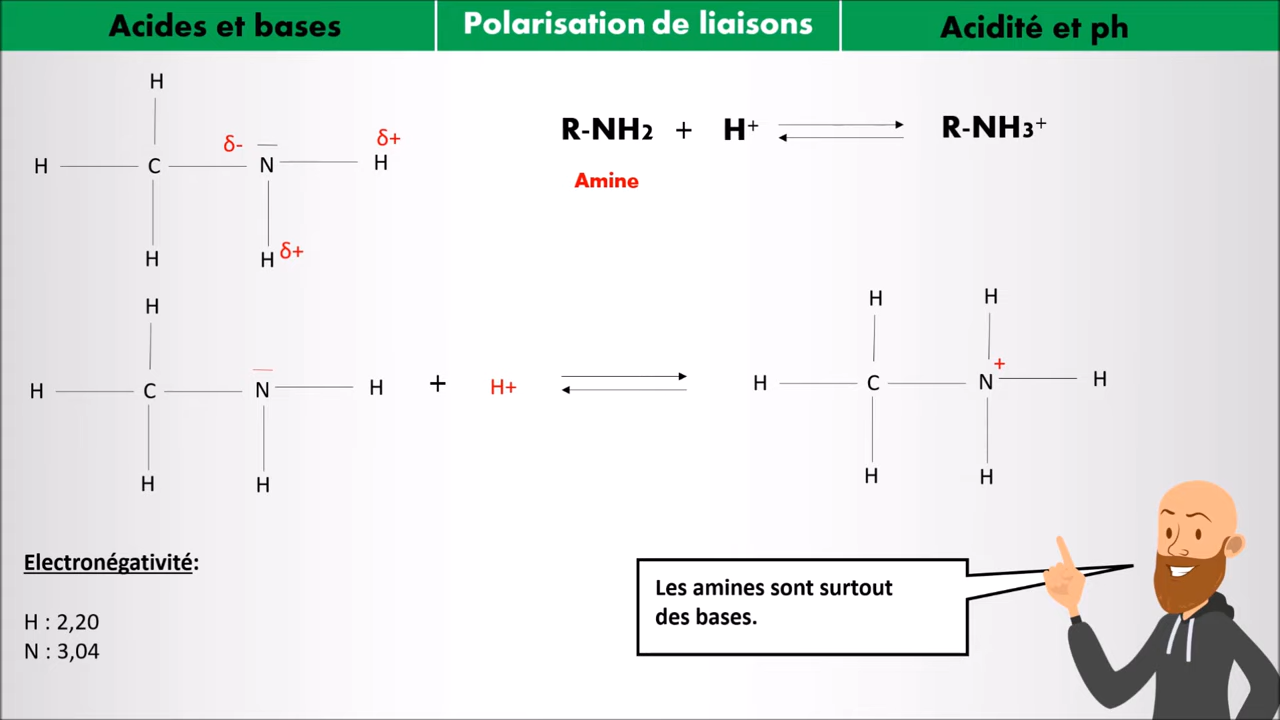 Acides et bases
Polarisation de liaisons
Acidité et ph
H
δ- δ+
H C N H
H H δ+
R-NH2 + H+ R-NH3+
Amine
H
H C N H + H+
H H
H H
+
H C N H
H H
Electronégativité:
H : 2,20
N : 3,04
Les amines sont surtout
des bases.